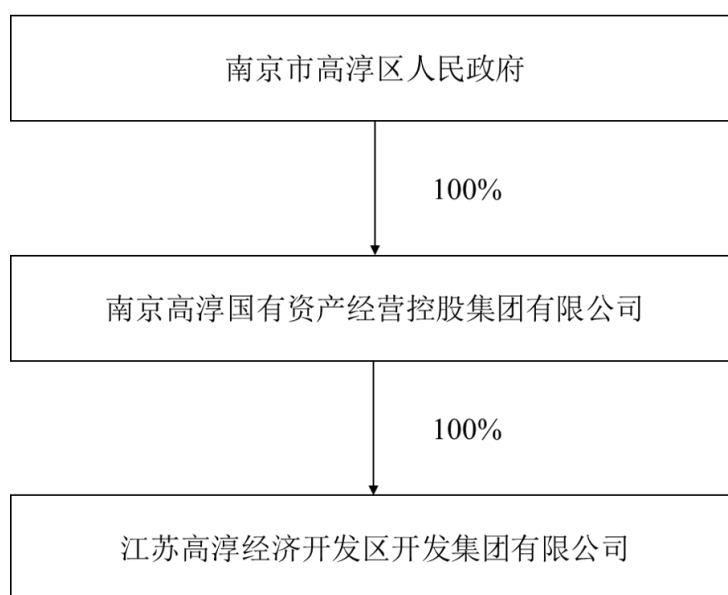 南京市高淳区人民政府
100%
南京高淳国有资产经营控股集团有限公司
100%
江苏高淳经济开发区开发集团有限公司